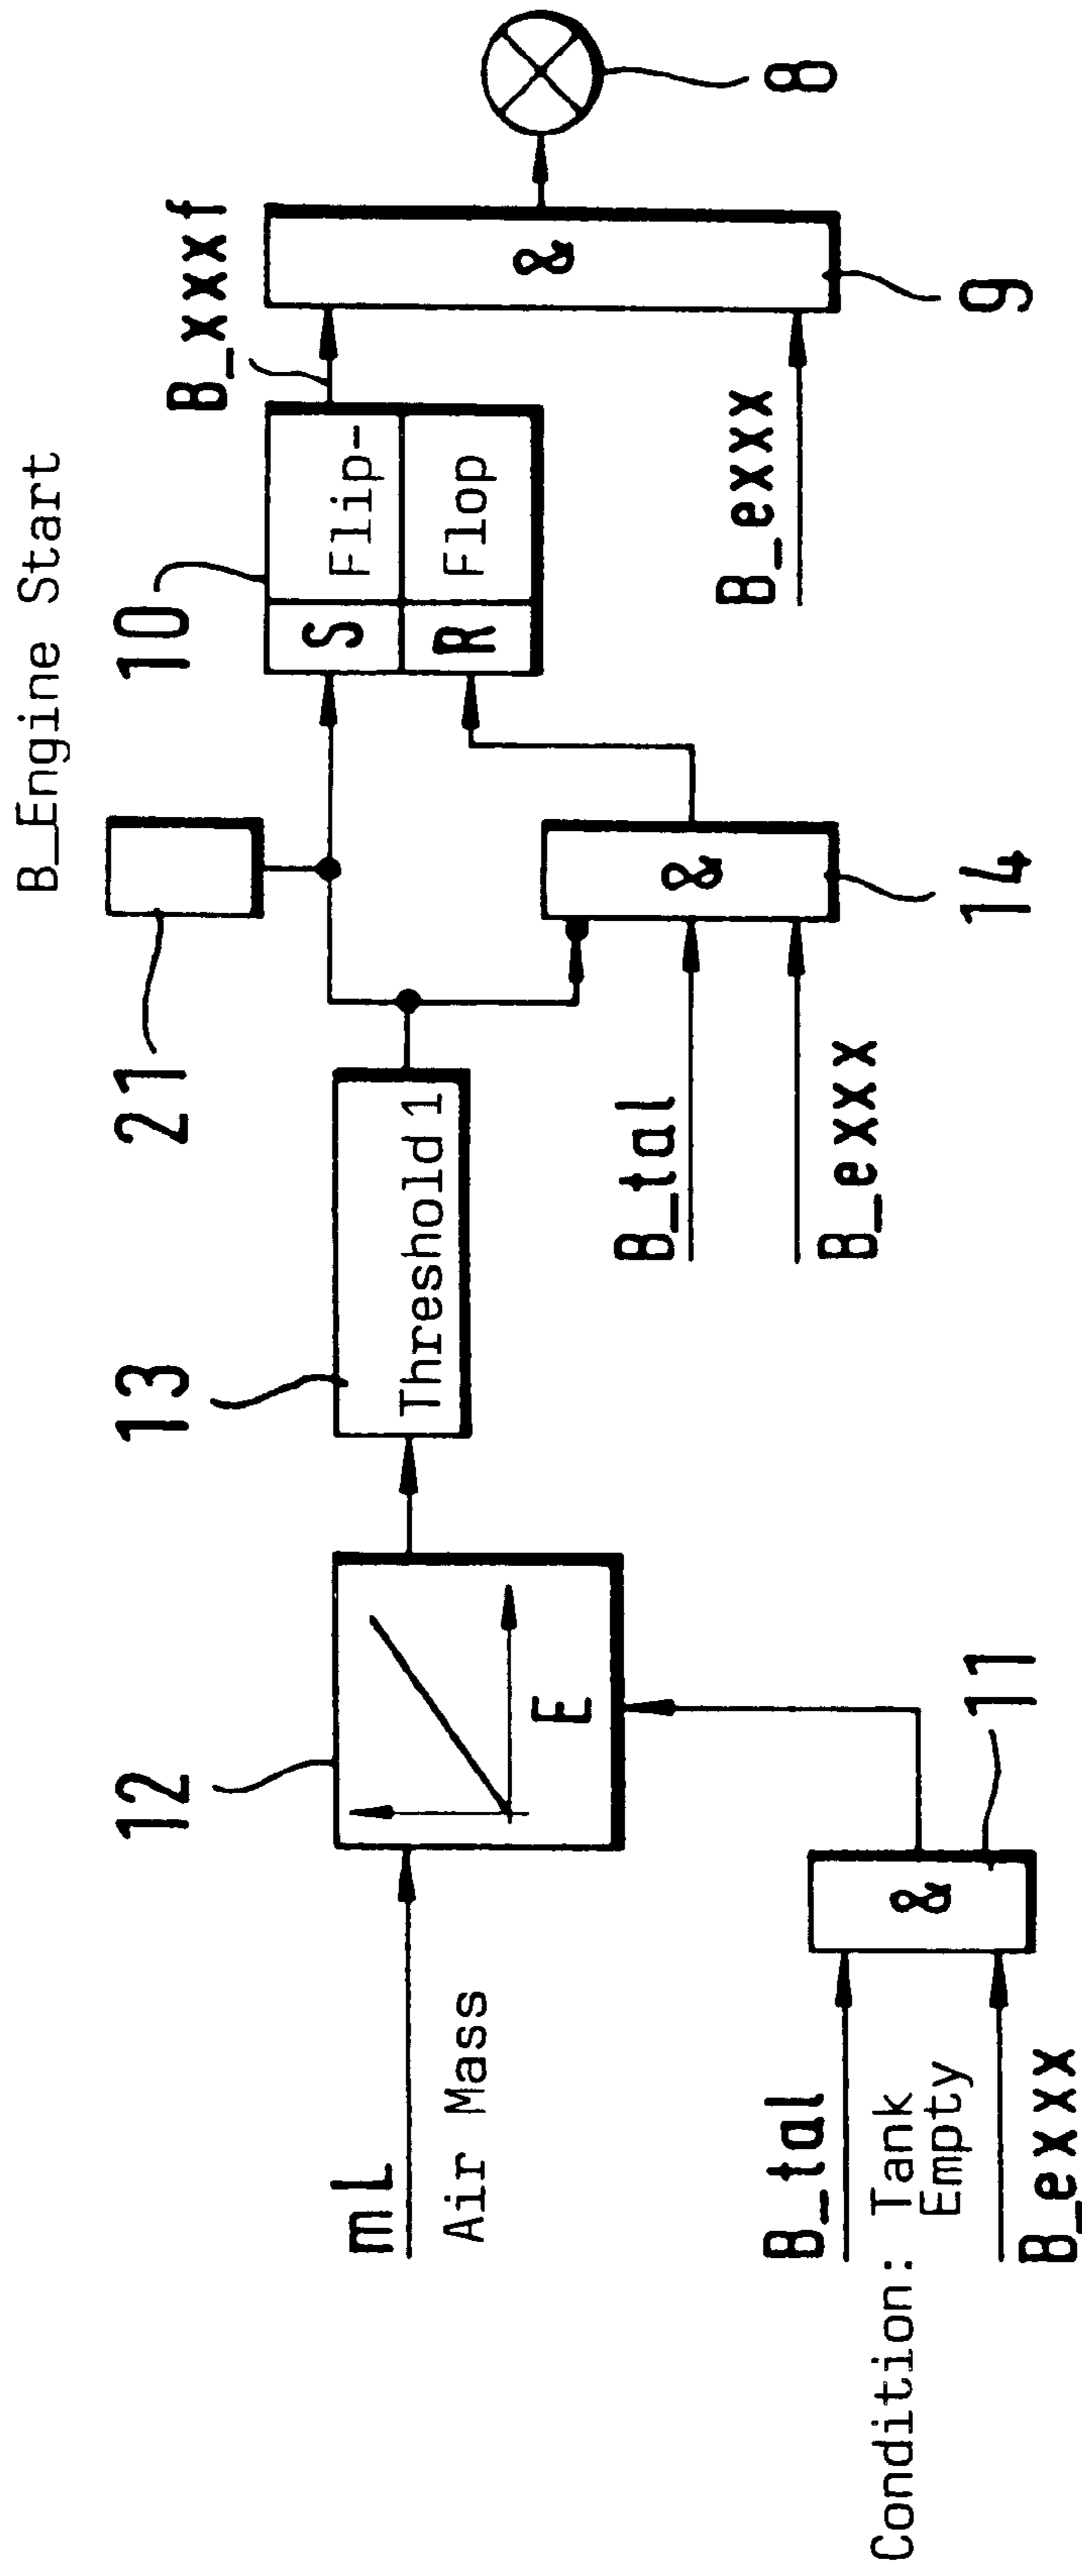 B_Engine Start
21
10
B_xxxf
12
13
S
Flip-
R
Flop
&
8
mL
Air Mass
E
Threshold 1
B_tal
&
B_exxx
14
B_exxx
9
B_tal
Condition: Tank
Empty
B_exxx
&
11